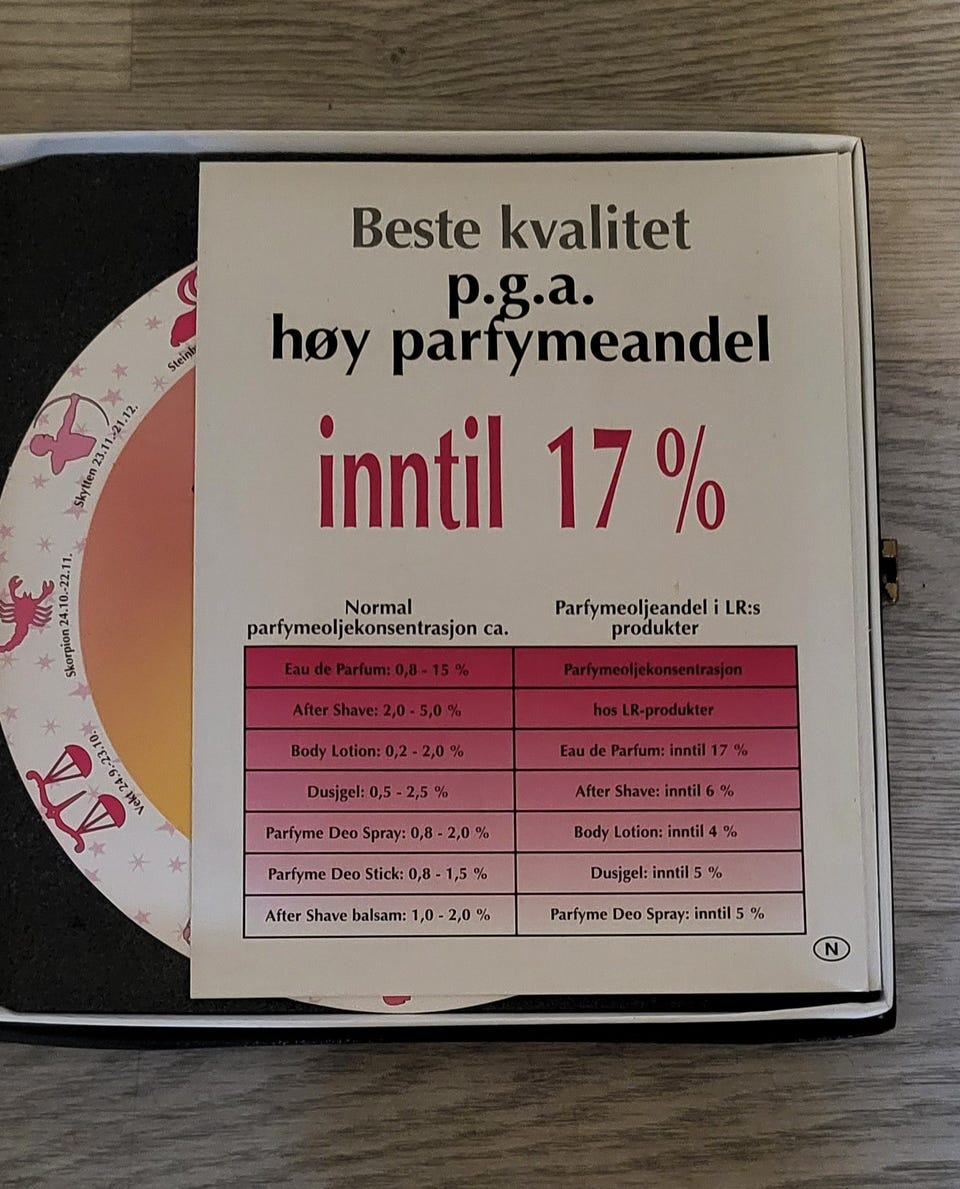 Beste kvalitet
p.g.a.
høy parfymeandel
inntil 17 %
Normal
parfymeoljekonsentrasjon ca.
Parfymeoljeandel i LR:s
produkter
Eau de Parfum: 0,8 - 15 %
Parfymeoljekonsentrasjon
After Shave: 2,0 - 5,0 %
hos LR-produkter
Body Lotion: 0,2 - 2,0 %
Eau de Parfum: inntil 17 %
Dusjgel: 0,5 - 2,5 %
After Shave: inntil 6 %
Parfyme Deo Spray: 0,8 - 2,0 %
Body Lotion: inntil 4 %
Parfyme Deo Stick: 0,8 - 1,5 %
Dusjgel: inntil 5 %
After Shave balsam: 1,0 - 2,0 %
Parfyme Deo Spray: inntil 5 %
N
Skytten 23.11.-21.12.
Skorpion 24.10.-22.11.
Vekt 24.9.-23.10.